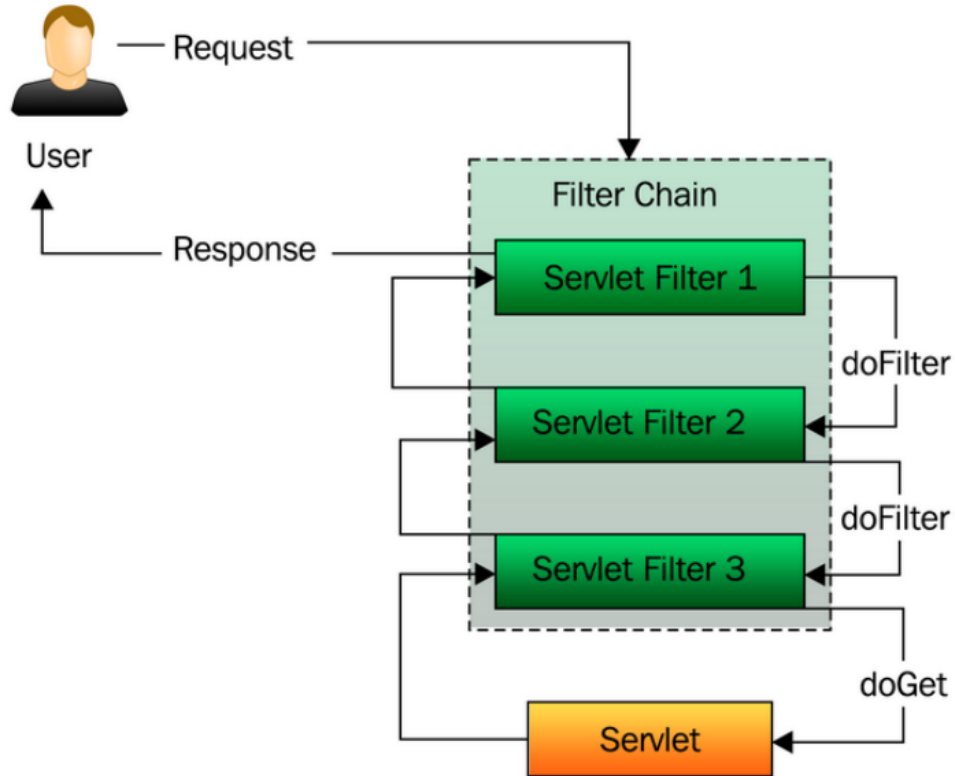 Request
User
Filter Chain
Response
Servlet Filter 1
doFilter
Servlet Filter 2
doFilter
Servlet Filter 3
doGet
Servlet